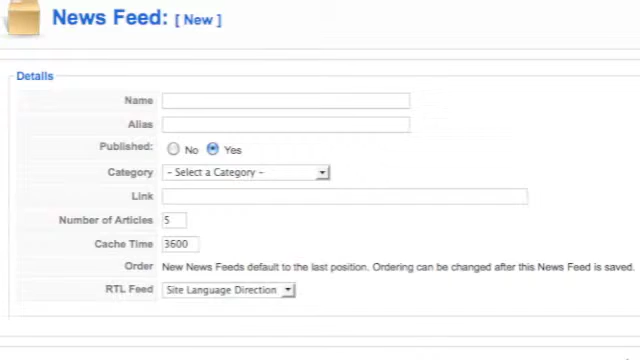 News Feed: [ New ]
Details
Name
Alias
Published: No Yes
Category - Select a Category -
Link
Number of Articles 5
Cache Time 3600
Order New News Feeds default to the last position. Ordering can be changed after this News Feed is saved.
RTL Feed Site Language Direction